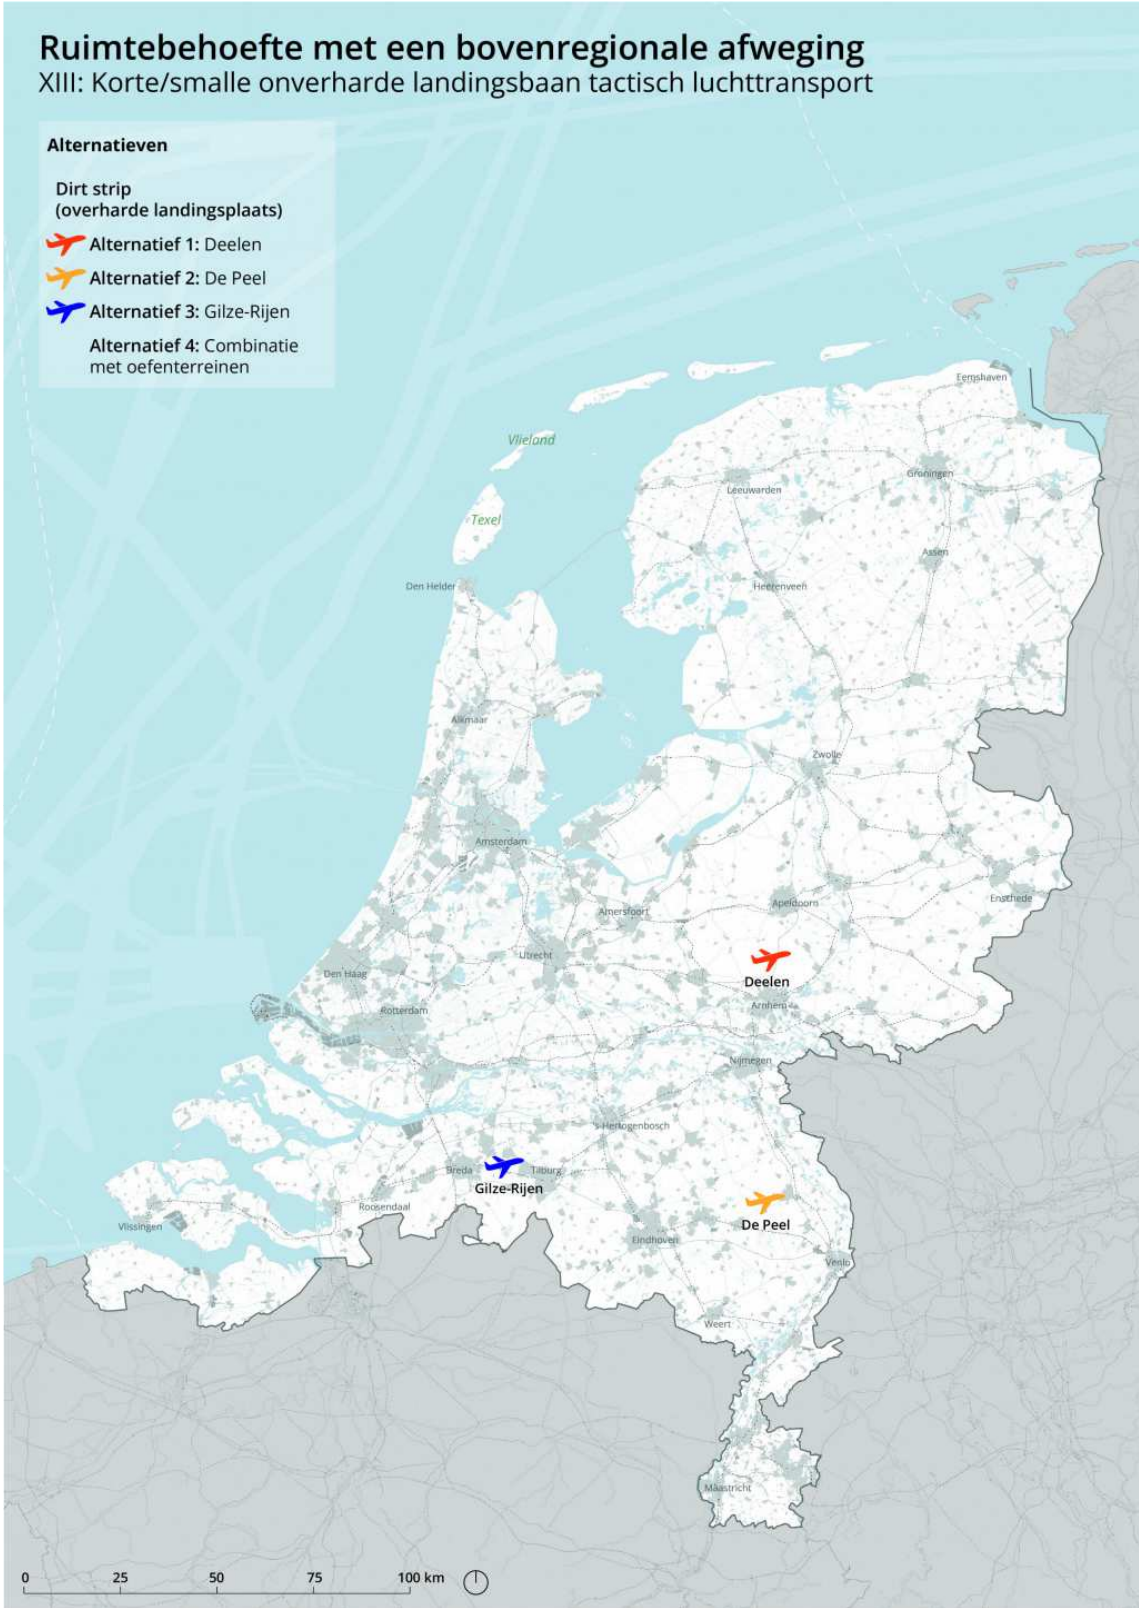 Ruimtebehoefte met een bovenregionale afweging
XIII: Korte/smalle onverharde landingsbaan tactisch luchttransport
Alternatieven
Dirt strip
(overharde landingsplaats)
Alternatief 1: Deelen
Alternatief 2: De Peel
Alternatief 3: Gilze-Rijen
Alternatief 4: Combinatie
met oefenterreinen
Eemshaven
Vlieland
Groningen
Leeuwarden
Texel
Assen
Den Helder
Heerenveen
Alkmaar
Zwolle
Amsterdam
Enschede
Apeldoorn
Amersfoort
Utrecht
Den Haag
Deelen
Arnhem
Rotterdam
Nijmegen
's Hertogenbosch
Breda
Tilburg
Gilze-Rijen
Roosendaal
De Peel
Vlissingen
Eindhoven
Venlo
Weert
Maastricht
0 25 50 75 100 km